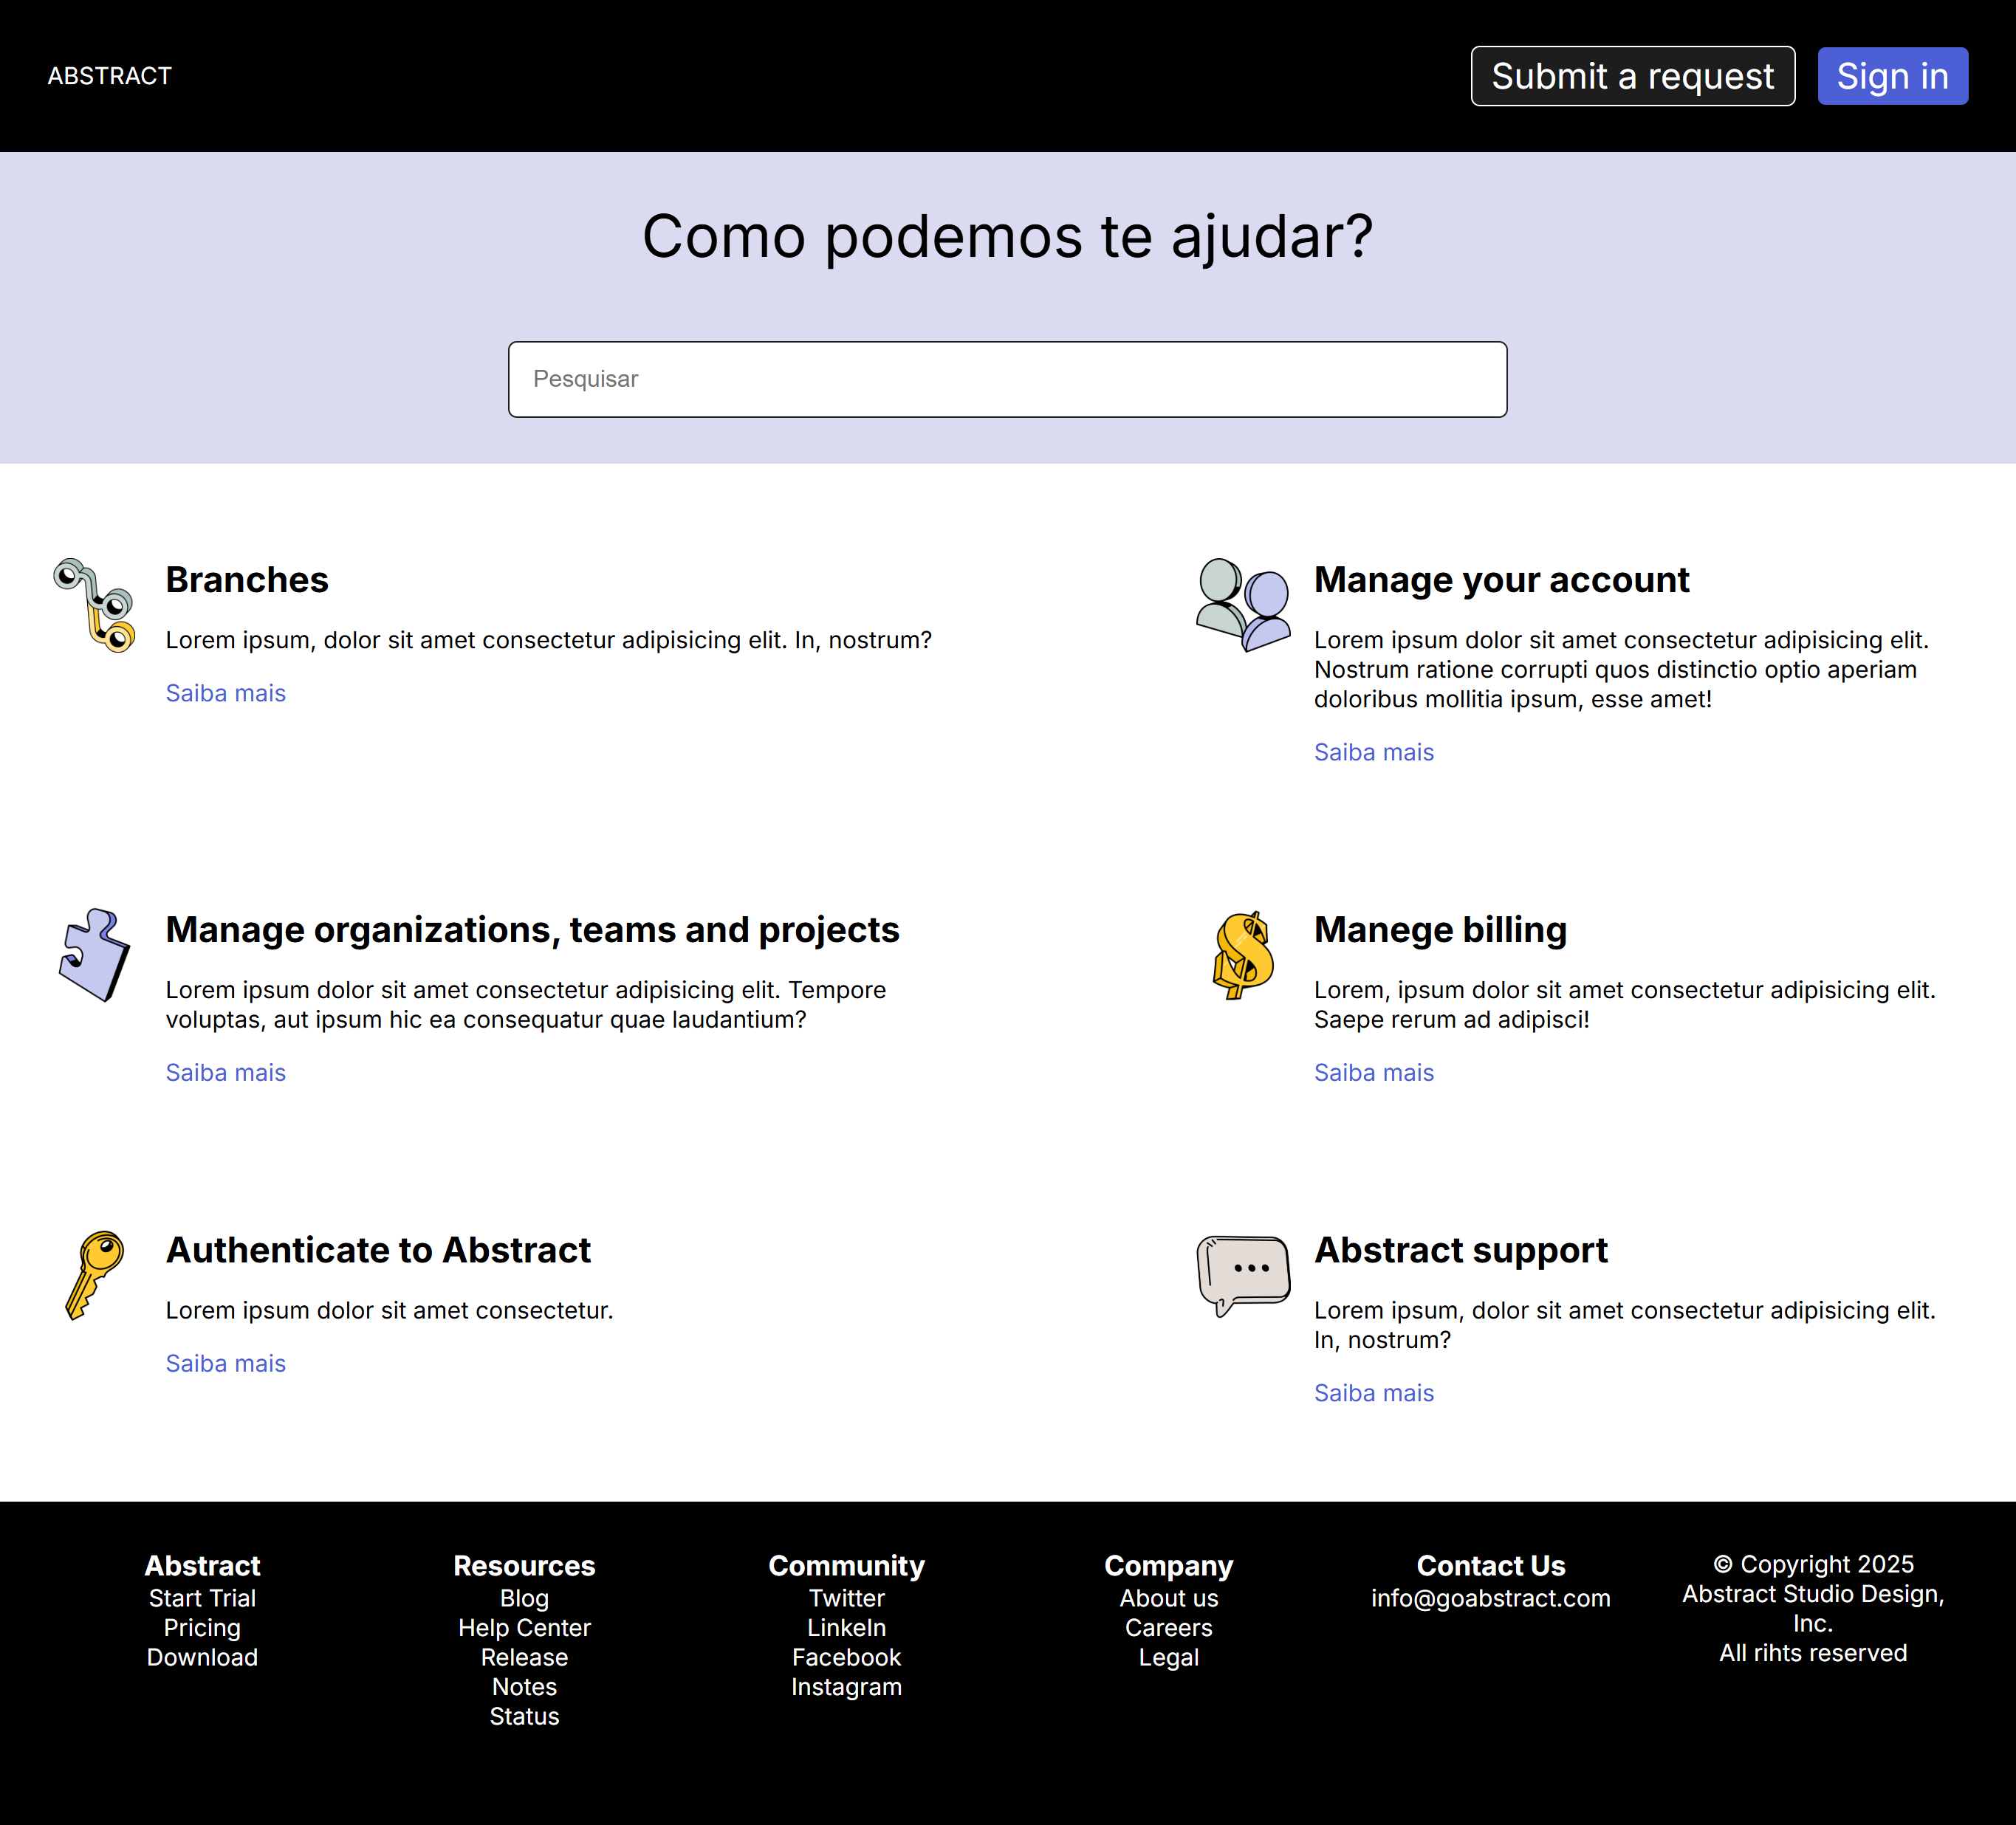 ABSTRACT
Submit a request
Sign in
Como podemos te ajudar?
Pesquisar
Branches
Lorem ipsum, dolor sit amet consectetur adipisicing elit. In, nostrum?
Saiba mais
Manage your account
Lorem ipsum dolor sit amet consectetur adipisicing elit.
Nostrum ratione corrupti quos distinctio optio aperiam
doloribus mollitia ipsum, esse amet!
Saiba mais
Manage organizations, teams and projects
Lorem ipsum dolor sit amet consectetur adipisicing elit. Tempore
voluptas, aut ipsum hic ea consequatur quae laudantium?
Saiba mais
Manege billing
Lorem, ipsum dolor sit amet consectetur adipisicing elit.
Saepe rerum ad adipisci!
Saiba mais
Authenticate to Abstract
Lorem ipsum dolor sit amet consectetur.
Saiba mais
Abstract support
Lorem ipsum, dolor sit amet consectetur adipisicing elit.
In, nostrum?
Saiba mais
Abstract
Start Trial
Pricing
Download
Resources
Blog
Help Center
Release
Notes
Status
Community
Twitter
LinkeIn
Facebook
Instagram
Company
About us
Careers
Legal
Contact Us
info@goabstract.com
© Copyright 2025
Abstract Studio Design,
Inc.
All rihts reserved